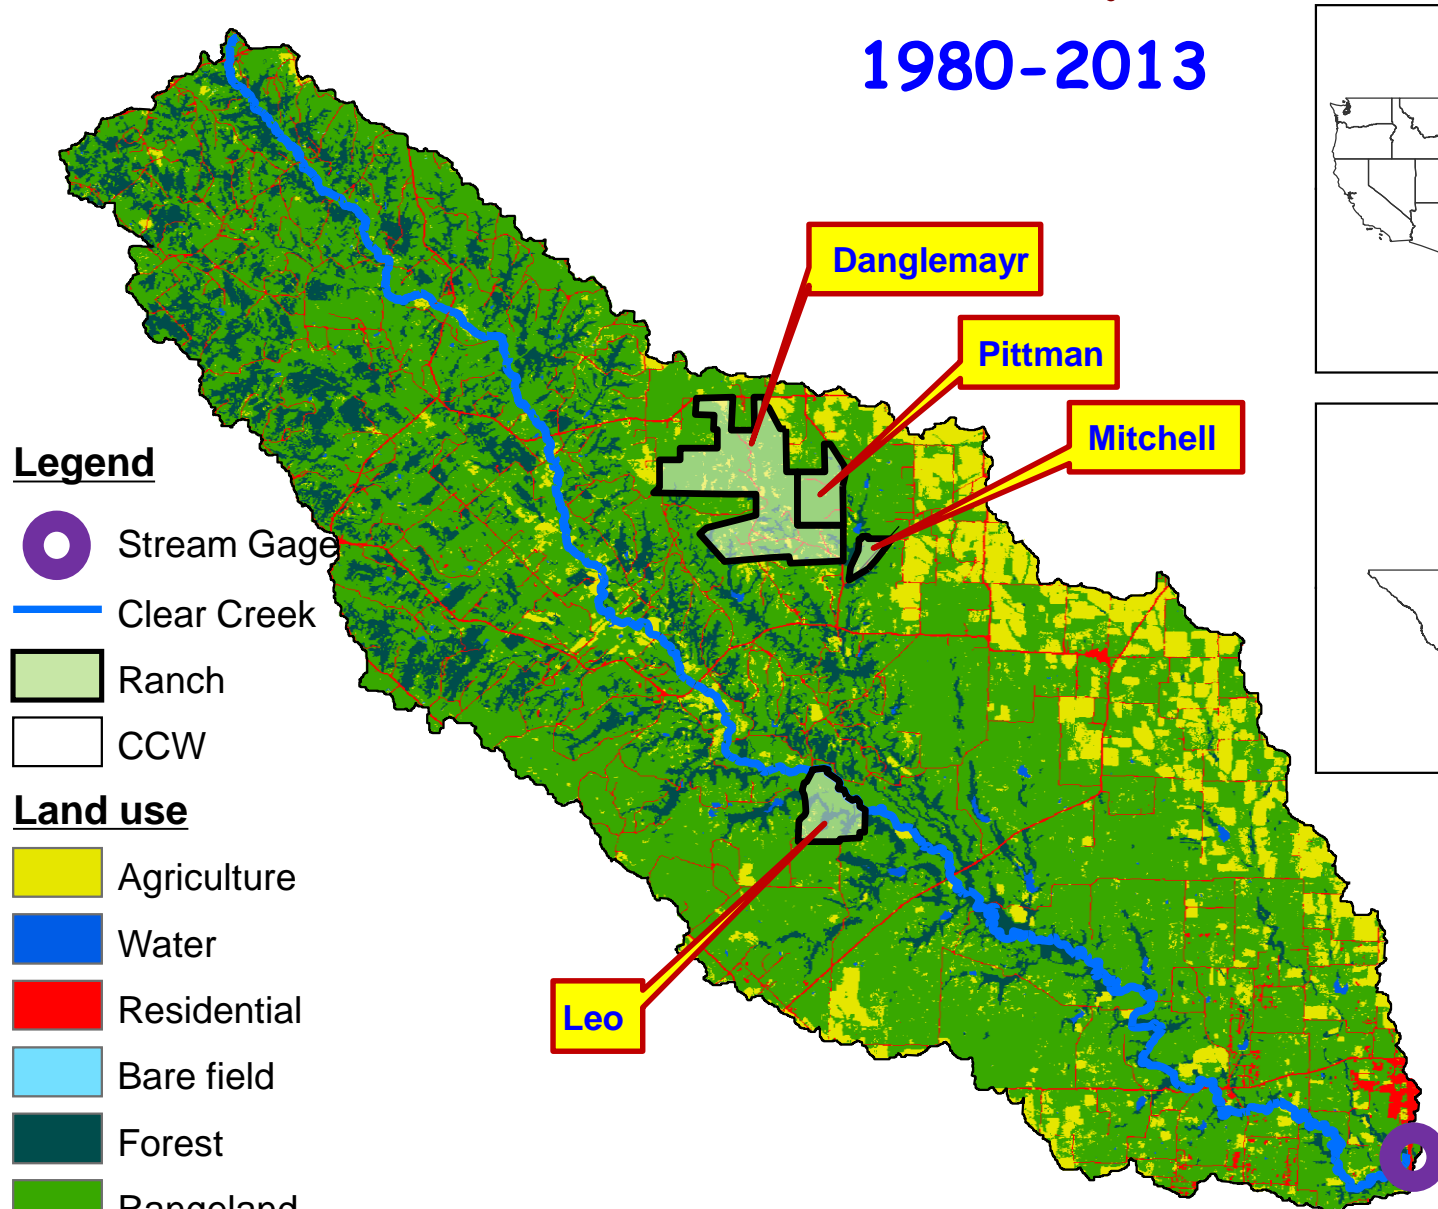 1980-2013
Danglemayr
Pittman
Mitchell
Leo
Legend
Stream Gage
Clear Creek
Ranch
CCW
Land use
Agriculture
Water
Residential
Bare field
Forest
Rangeland